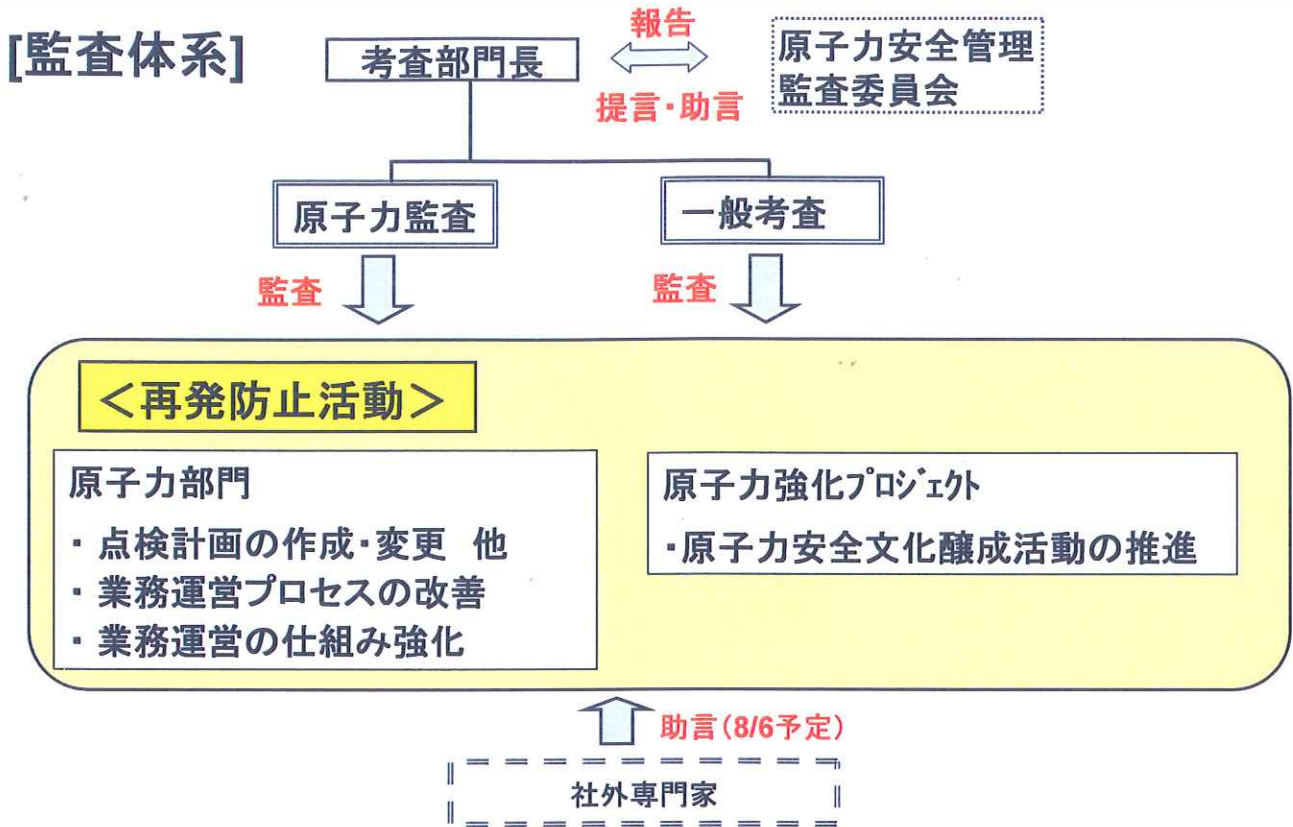 [監査体系]
考査部門長
報告
提言・助言
原子力安全管理
監査委員会
原子力監査
一般考査
監査
監査
＜再発防止活動＞
原子力部門
・点検計画の作成・変更 他
・業務運営プロセスの改善
・業務運営の仕組み強化
原子力強化ﾌﾟﾛｼﾞｪｸﾄ
・原子力安全文化醸成活動の推進
助言(8/6予定)
社外専門家